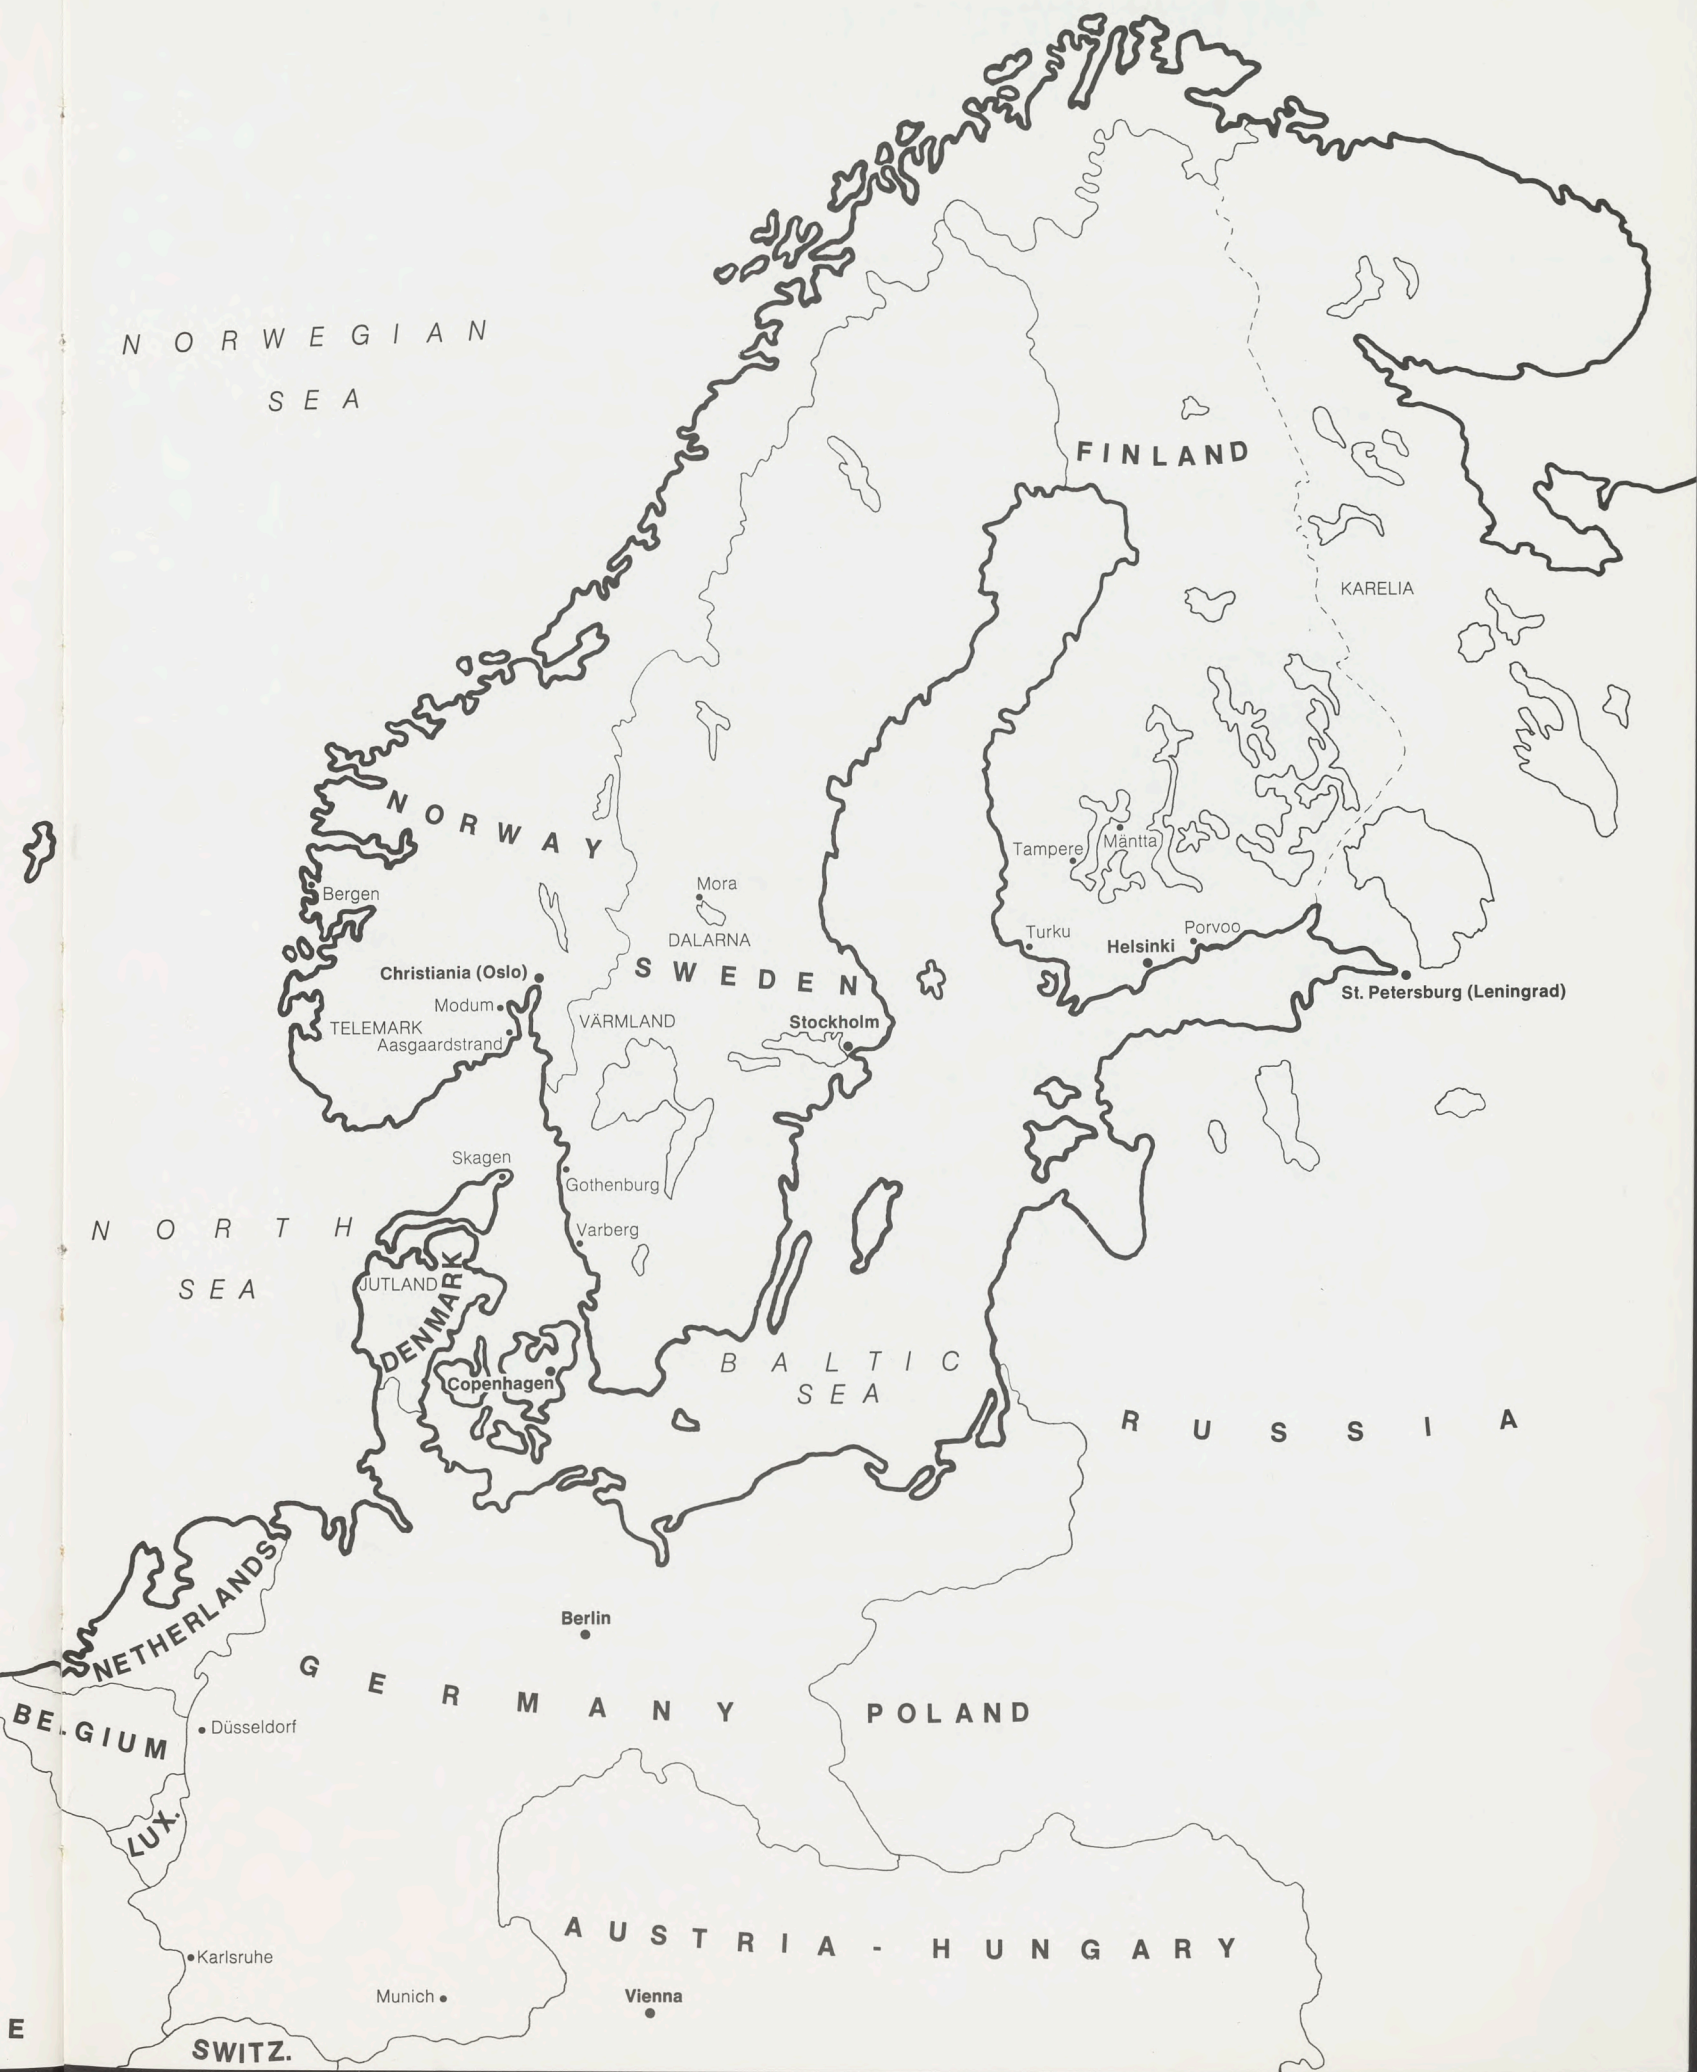 NORWEGIAN
SEA
FINLAND
KARELIA
NORWAY
Tampere
Mäntta
Bergen
Mora
DALARNA
Turku
Helsinki
Porvoo
Christiania (Oslo)
SWEDEN
St. Petersburg (Leningrad)
Modum
TELEMARK
VÄRMLAND
Stockholm
Aasgaardstrand
Skagen
Gothenburg
NORTH
SEA
Varberg
JUTLAND
DENMARK
Copenhagen
BALTIC
SEA
RUSSIA
NETHERLANDS
Berlin
GERMANY
POLAND
BELGIUM
Düsseldorf
LUX.
AUSTRIA-HUNGARY
Karlsruhe
Munich
Vienna
E
SWITZ.